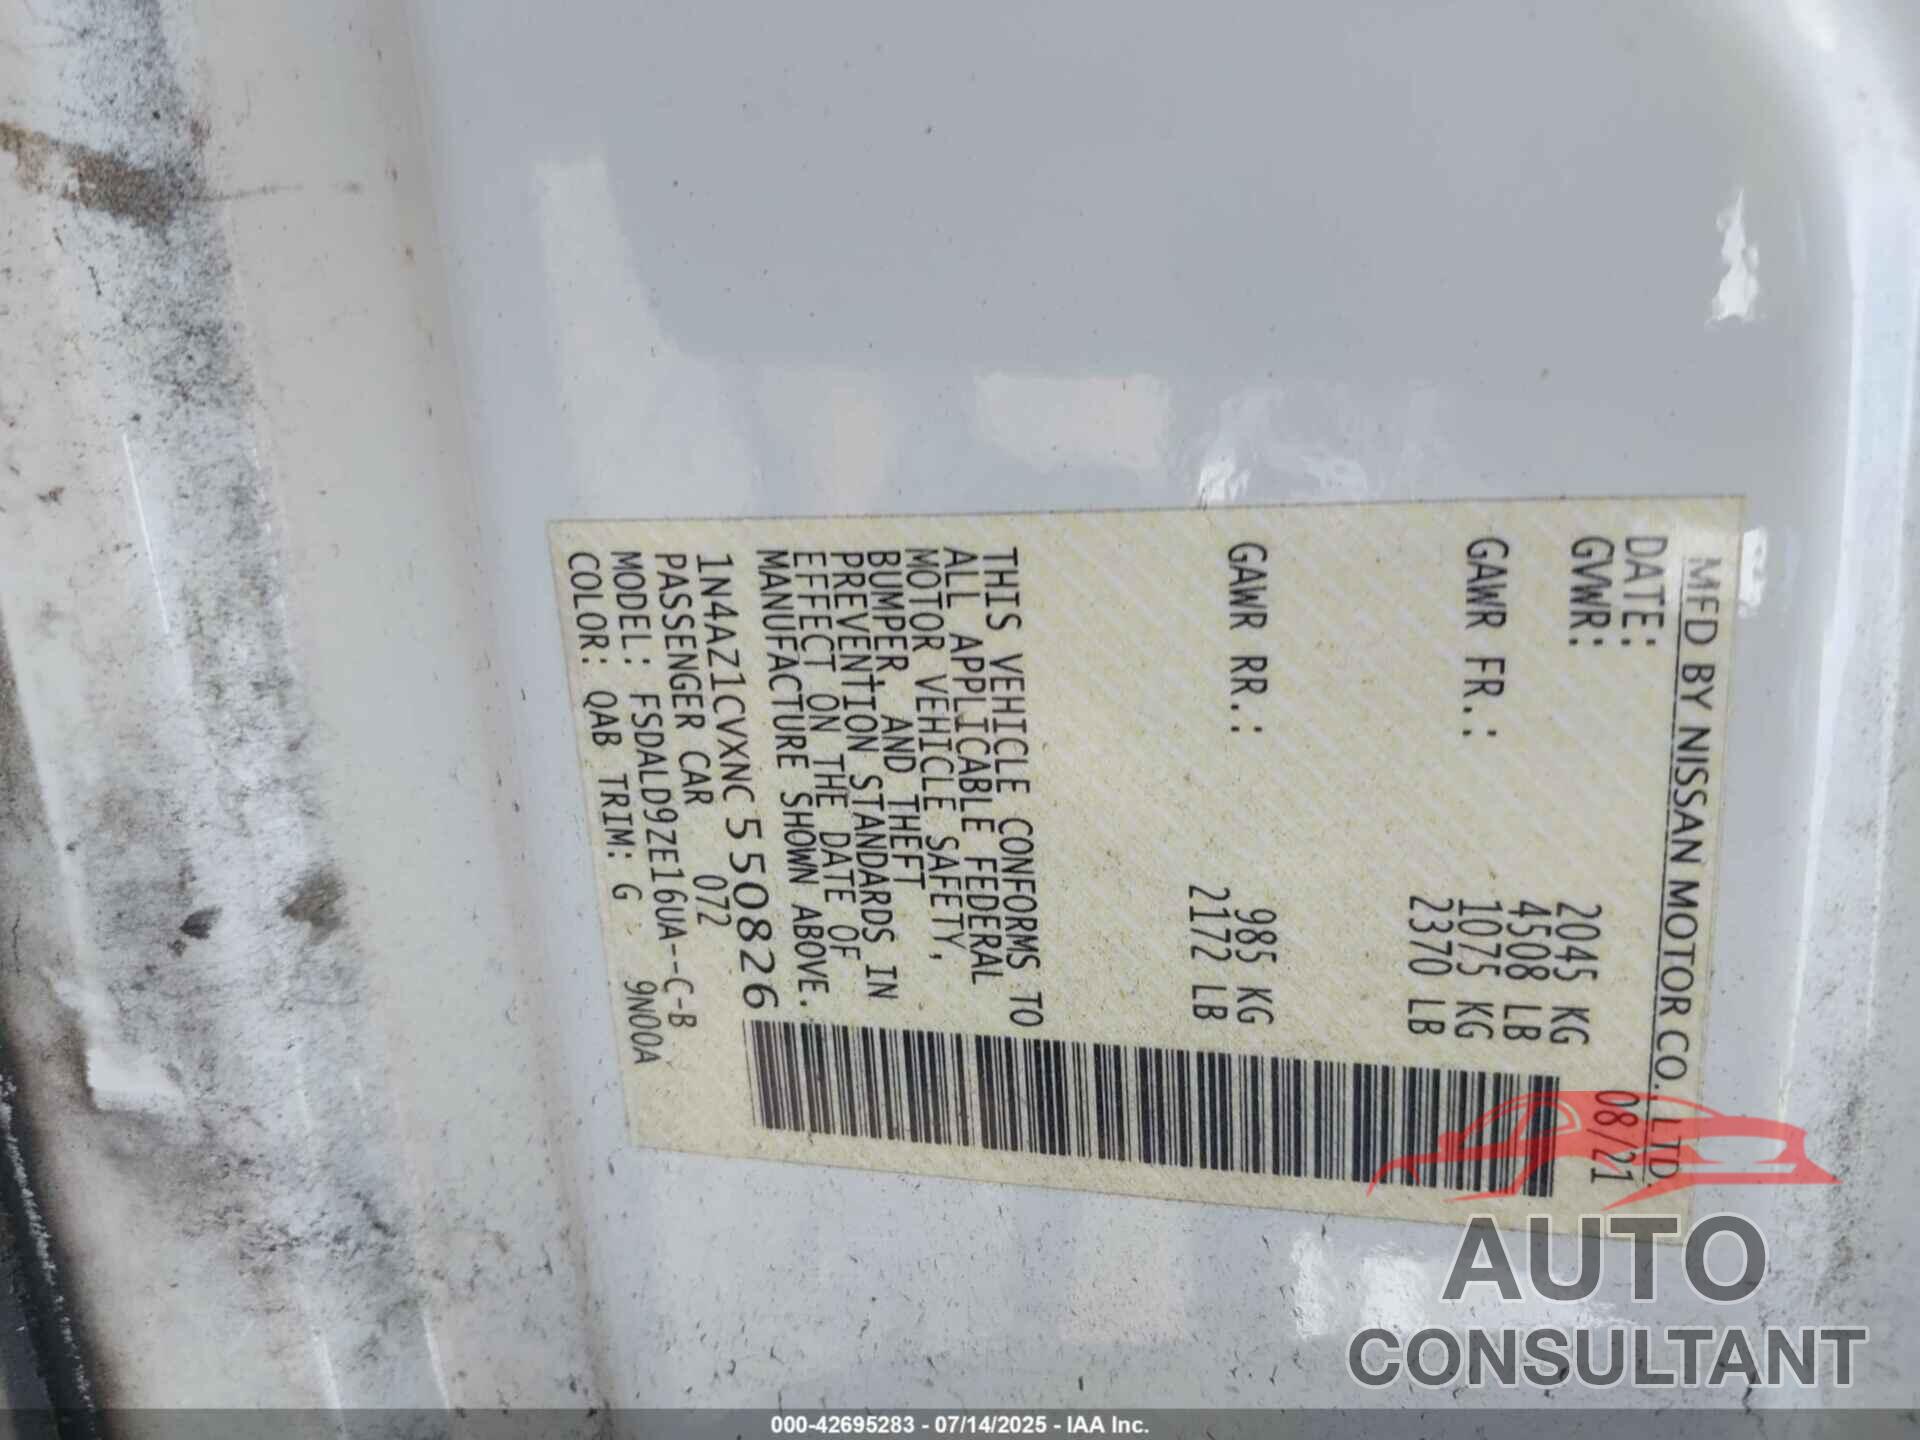 MFD BY NISSAN MOTOR CO., LTD.
DATE: 08/21
GVWR: 2045 KG
4508 LB
GAWR FR.: 1075 KG
2370 LB
GAWR RR.: 985 KG
2172 LB
THIS VEHICLE CONFORMS TO
ALL APPLICABLE FEDERAL
MOTOR VEHICLE SAFETY,
BUMPER, AND THEFT
PREVENTION STANDARDS IN
EFFECT ON THE DATE OF
MANUFACTURE SHOWN ABOVE.
1N4AZ1CVXNC550826
PASSENGER CAR 072
MODEL: FSDALD9ZE16UA--C-B
COLOR: QAB TRIM: G 9N00A
AUTO
CONSULTANT
000-42695283 - 07/14/2025 - IAA Inc.